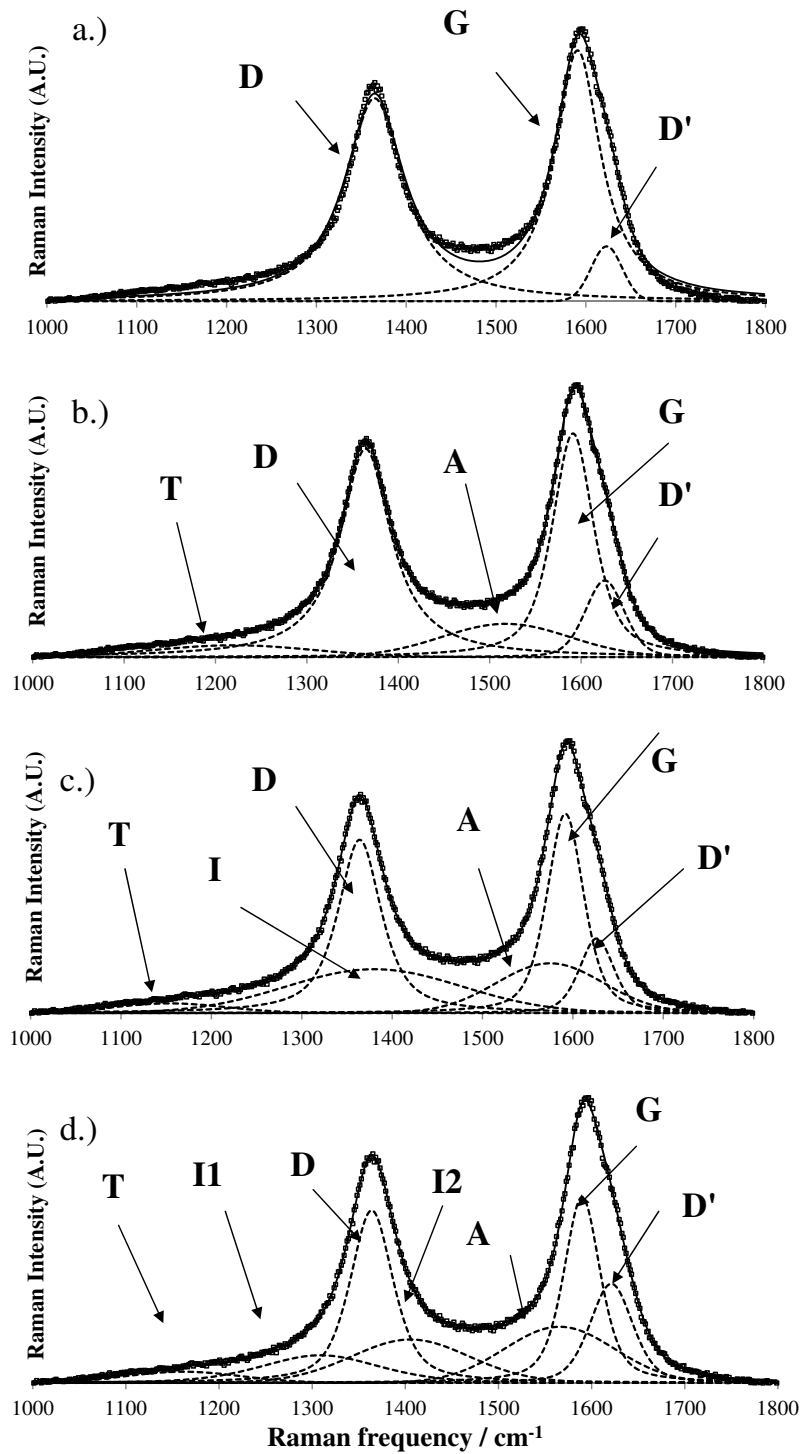 a.)
G
D
D'
Raman Intensity (A.U.)
1000 1100 1200 1300 1400 1500 1600 1700 1800
b.)
G
D
A
D'
T
Raman Intensity (A.U.)
1000 1100 1200 1300 1400 1500 1600 1700 1800
c.)
G
D
A
T
D'
I
Raman Intensity (A.U.)
1000 1100 1200 1300 1400 1500 1600 1700 1800
d.)
G
D
I1
I2
T
D'
A
Raman Intensity (A.U.)
1000 1100 1200 1300 1400 1500 1600 1700 1800
Raman frequency / cm-1